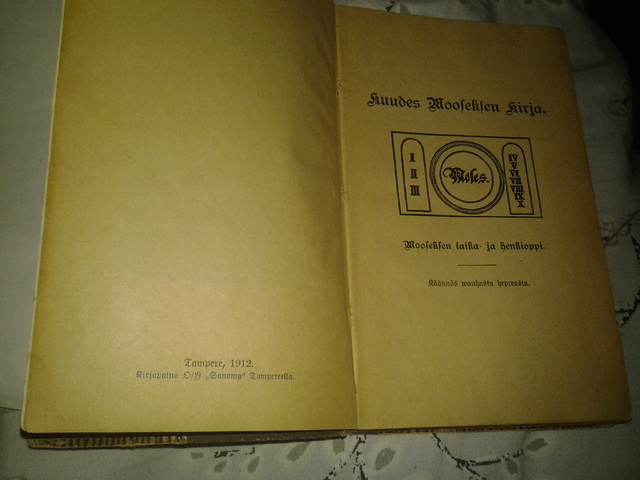 Tampere, 1912.
Kirjapaino O/Y „Sanoma“ Tampereella.
Kuudes Mooseksen Kirja.
I
II
III
Moses.
IV
V
VI
VII
VIII
IX
X
Mooseksen taika- ja henkioppi.
Käännös wanhasta hepreasta.